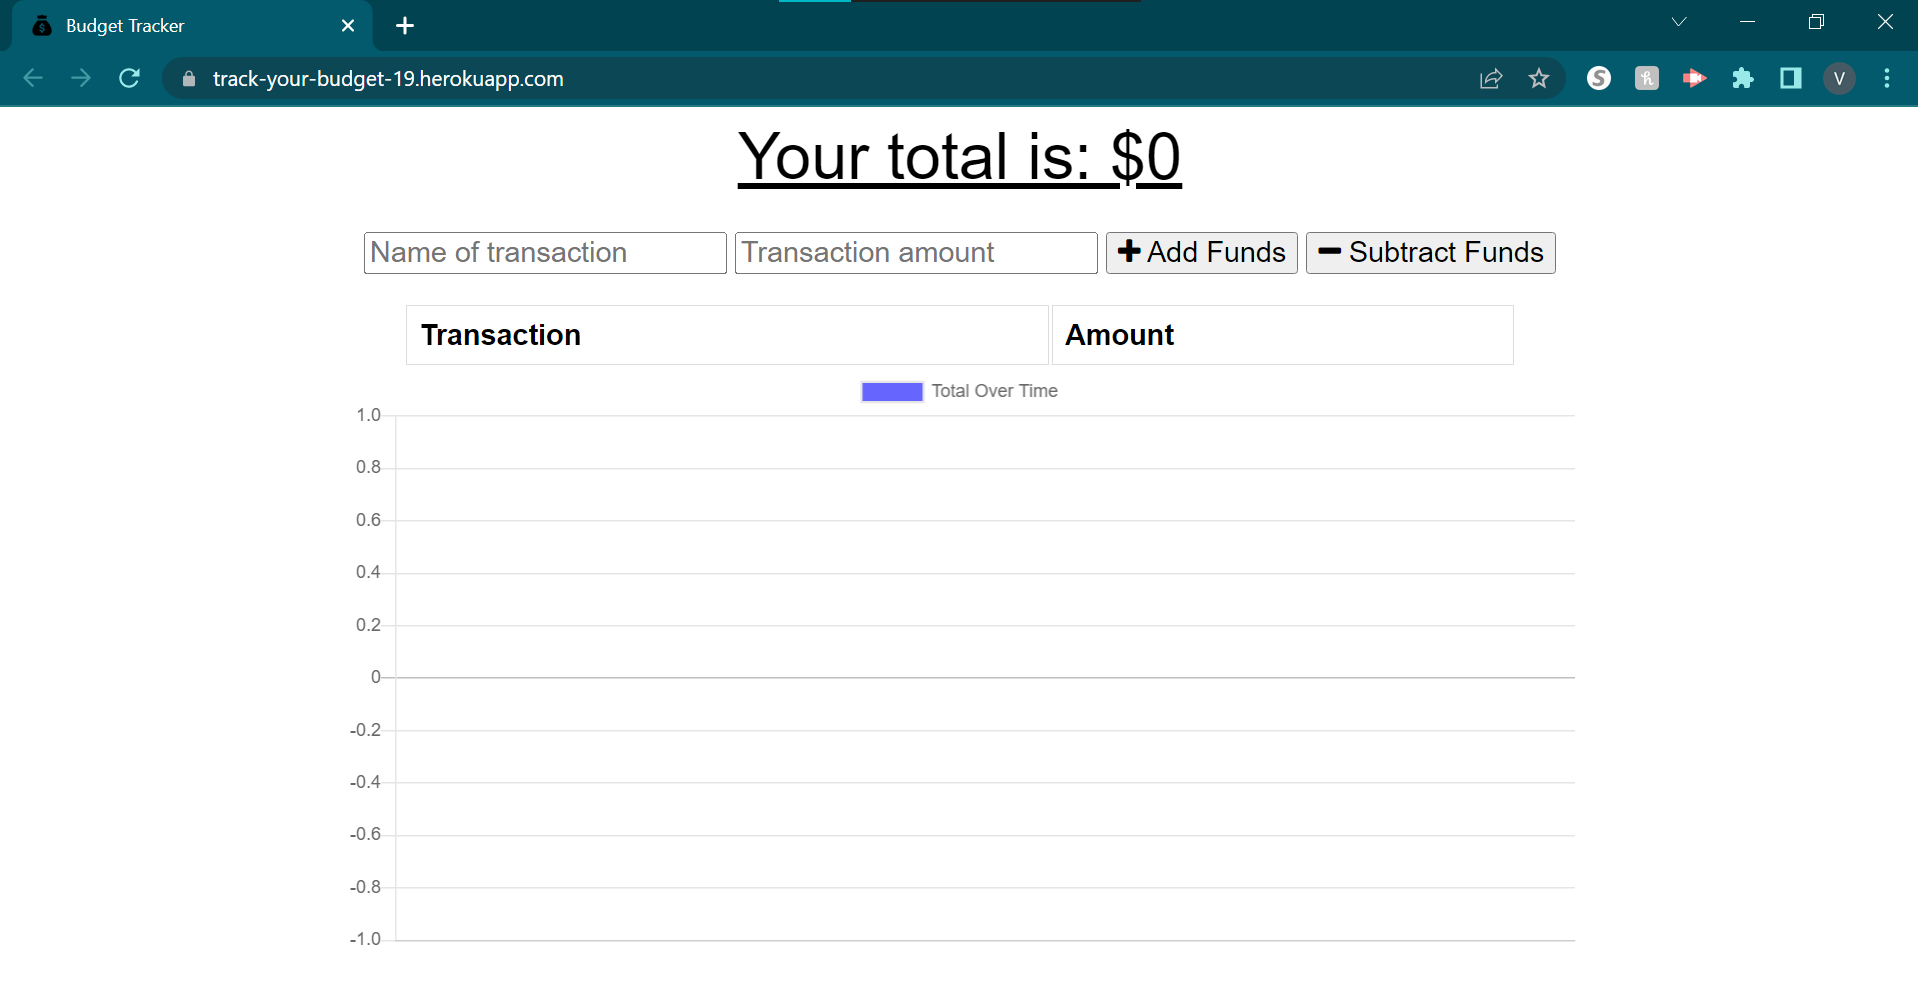 Budget Tracker
track-your-budget-19.herokuapp.com
V
Your total is: $0
Name of transaction Transaction amount Add Funds Subtract Funds
Transaction Amount
Total Over Time
1.0
0.8
0.6
0.4
0.2
0
-0.2
-0.4
-0.6
-0.8
-1.0